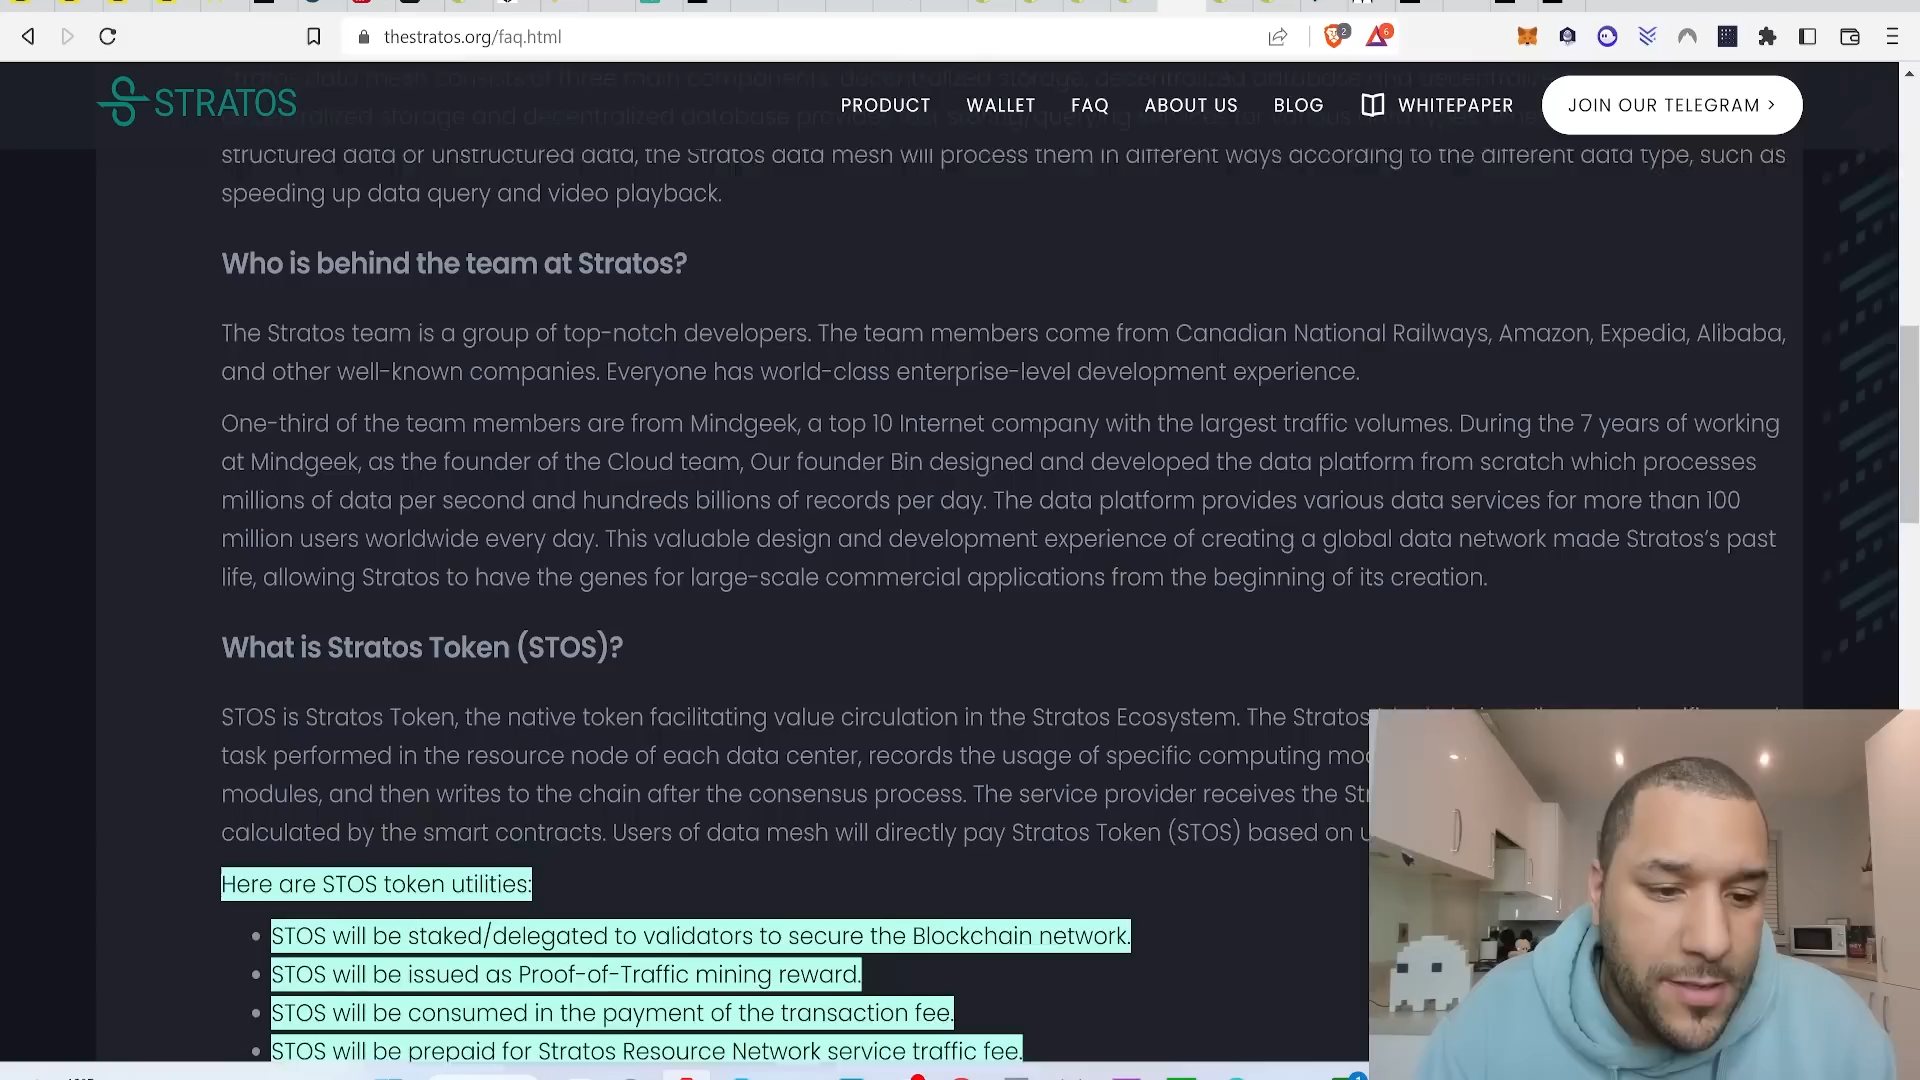 thestratos.org/faq.html
2
6
STRATOS
PRODUCT WALLET FAQ ABOUT US BLOG WHITEPAPER JOIN OUR TELEGRAM >
structured data or unstructured data, the Stratos data mesh will process them in different ways according to the different data type, such as
speeding up data query and video playback.
Who is behind the team at Stratos?
The Stratos team is a group of top-notch developers. The team members come from Canadian National Railways, Amazon, Expedia, Alibaba,
and other well-known companies. Everyone has world-class enterprise-level development experience.
One-third of the team members are from Mindgeek, a top 10 Internet company with the largest traffic volumes. During the 7 years of working
at Mindgeek, as the founder of the Cloud team, Our founder Bin designed and developed the data platform from scratch which processes
millions of data per second and hundreds billions of records per day. The data platform provides various data services for more than 100
million users worldwide every day. This valuable design and development experience of creating a global data network made Stratos's past
life, allowing Stratos to have the genes for large-scale commercial applications from the beginning of its creation.
What is Stratos Token (STOS)?
STOS is Stratos Token, the native token facilitating value circulation in the Stratos Ecosystem. The Stratos
task performed in the resource node of each data center, records the usage of specific computing
modules, and then writes to the chain after the consensus process. The service provider receives the
calculated by the smart contracts. Users of data mesh will directly pay Stratos Token (STOS) based on
Here are STOS token utilities:
• STOS will be staked/delegated to validators to secure the Blockchain network.
• STOS will be issued as Proof-of-Traffic mining reward.
• STOS will be consumed in the payment of the transaction fee.
• STOS will be prepaid for Stratos Resource Network service traffic fee.